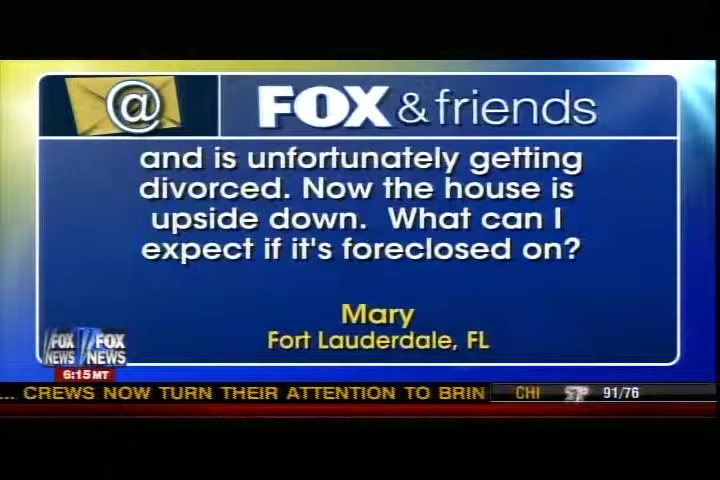 @ FOX & friends
and is unfortunately getting
divorced. Now the house is
upside down. What can I
expect if it's foreclosed on?
Mary
Fort Lauderdale, FL
FOX NEWS FOX NEWS
6:15 MT
... CREWS NOW TURN THEIR ATTENTION TO BRIN
CHI 91/76